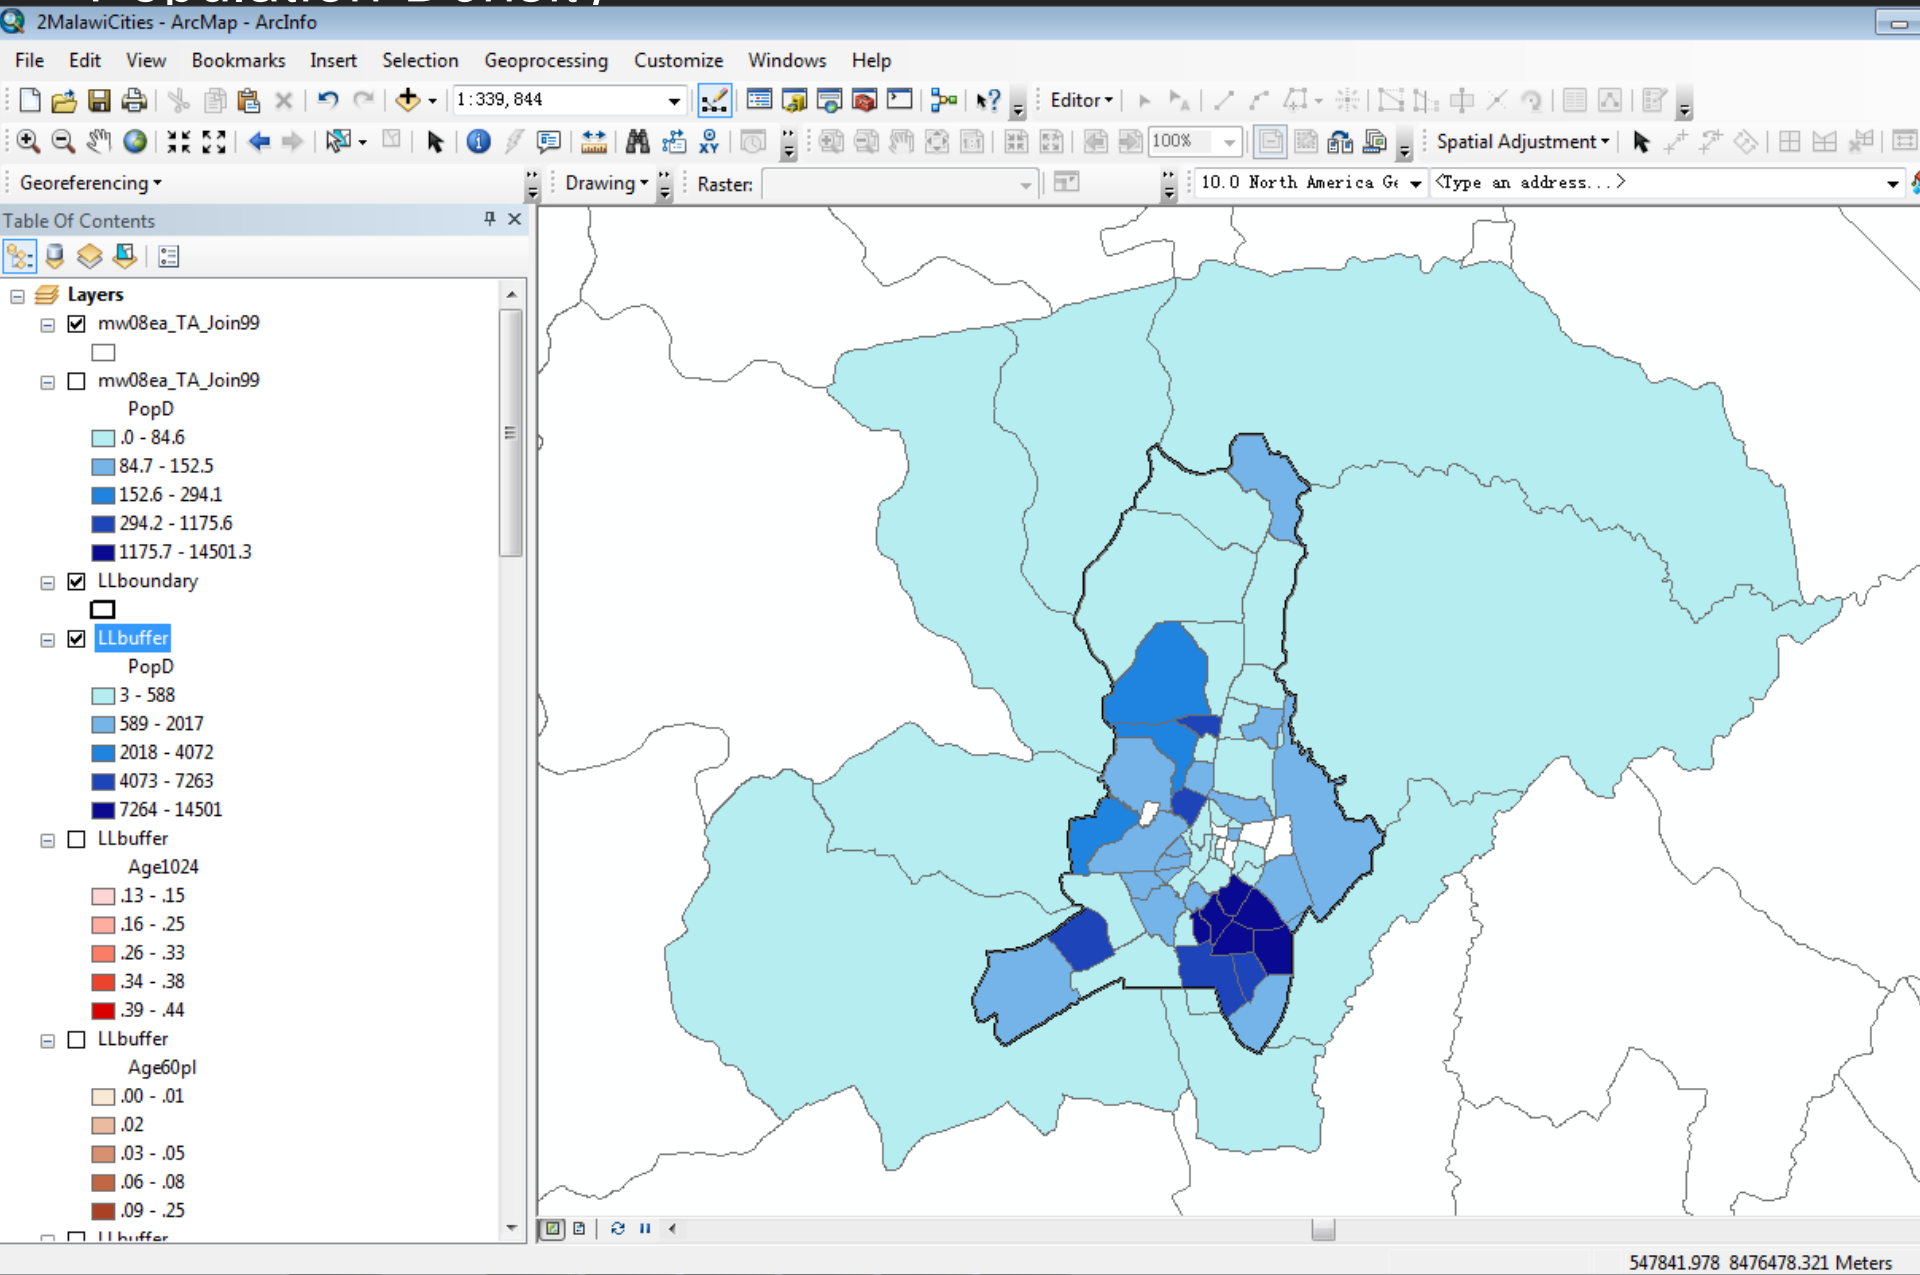 Population Density
2MalawiCities - ArcMap - ArcInfo
File Edit View Bookmarks Insert Selection Geoprocessing Customize Windows Help
1:339,844
Editor
100%
Spatial Adjustment
Georeferencing
Drawing
Raster:
10.0 North America Ge
<Type an address...>
Table Of Contents
Layers
mw08ea_TA_Join99
mw08ea_TA_Join99
PopD
.0 - 84.6
84.7 - 152.5
152.6 - 294.1
294.2 - 1175.6
1175.7 - 14501.3
LLboundary
LLbuffer
PopD
3 - 588
589 - 2017
2018 - 4072
4073 - 7263
7264 - 14501
LLbuffer
Age1024
.13 - .15
.16 - .25
.26 - .33
.34 - .38
.39 - .44
LLbuffer
Age60pl
.00 - .01
.02
.03 - .05
.06 - .08
.09 - .25
LLbuffer
547841.978 8476478.321 Meters